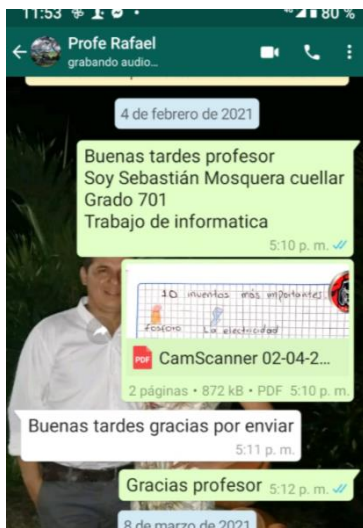 11:53
80 %
Profe Rafael
grabando audio...
4 de febrero de 2021
Buenas tardes profesor
Soy Sebastián Mosquera cuellar
Grado 701
Trabajo de informatica
5:10 p. m.
10 inventos más importantes
fosforo La electricidad
PDF CamScanner 02-04-2...
2 páginas • 872 kB • PDF 5:10 p. m.
Buenas tardes gracias por enviar
5:11 p. m.
Gracias profesor 5:12 p. m.
8 de marzo de 2021